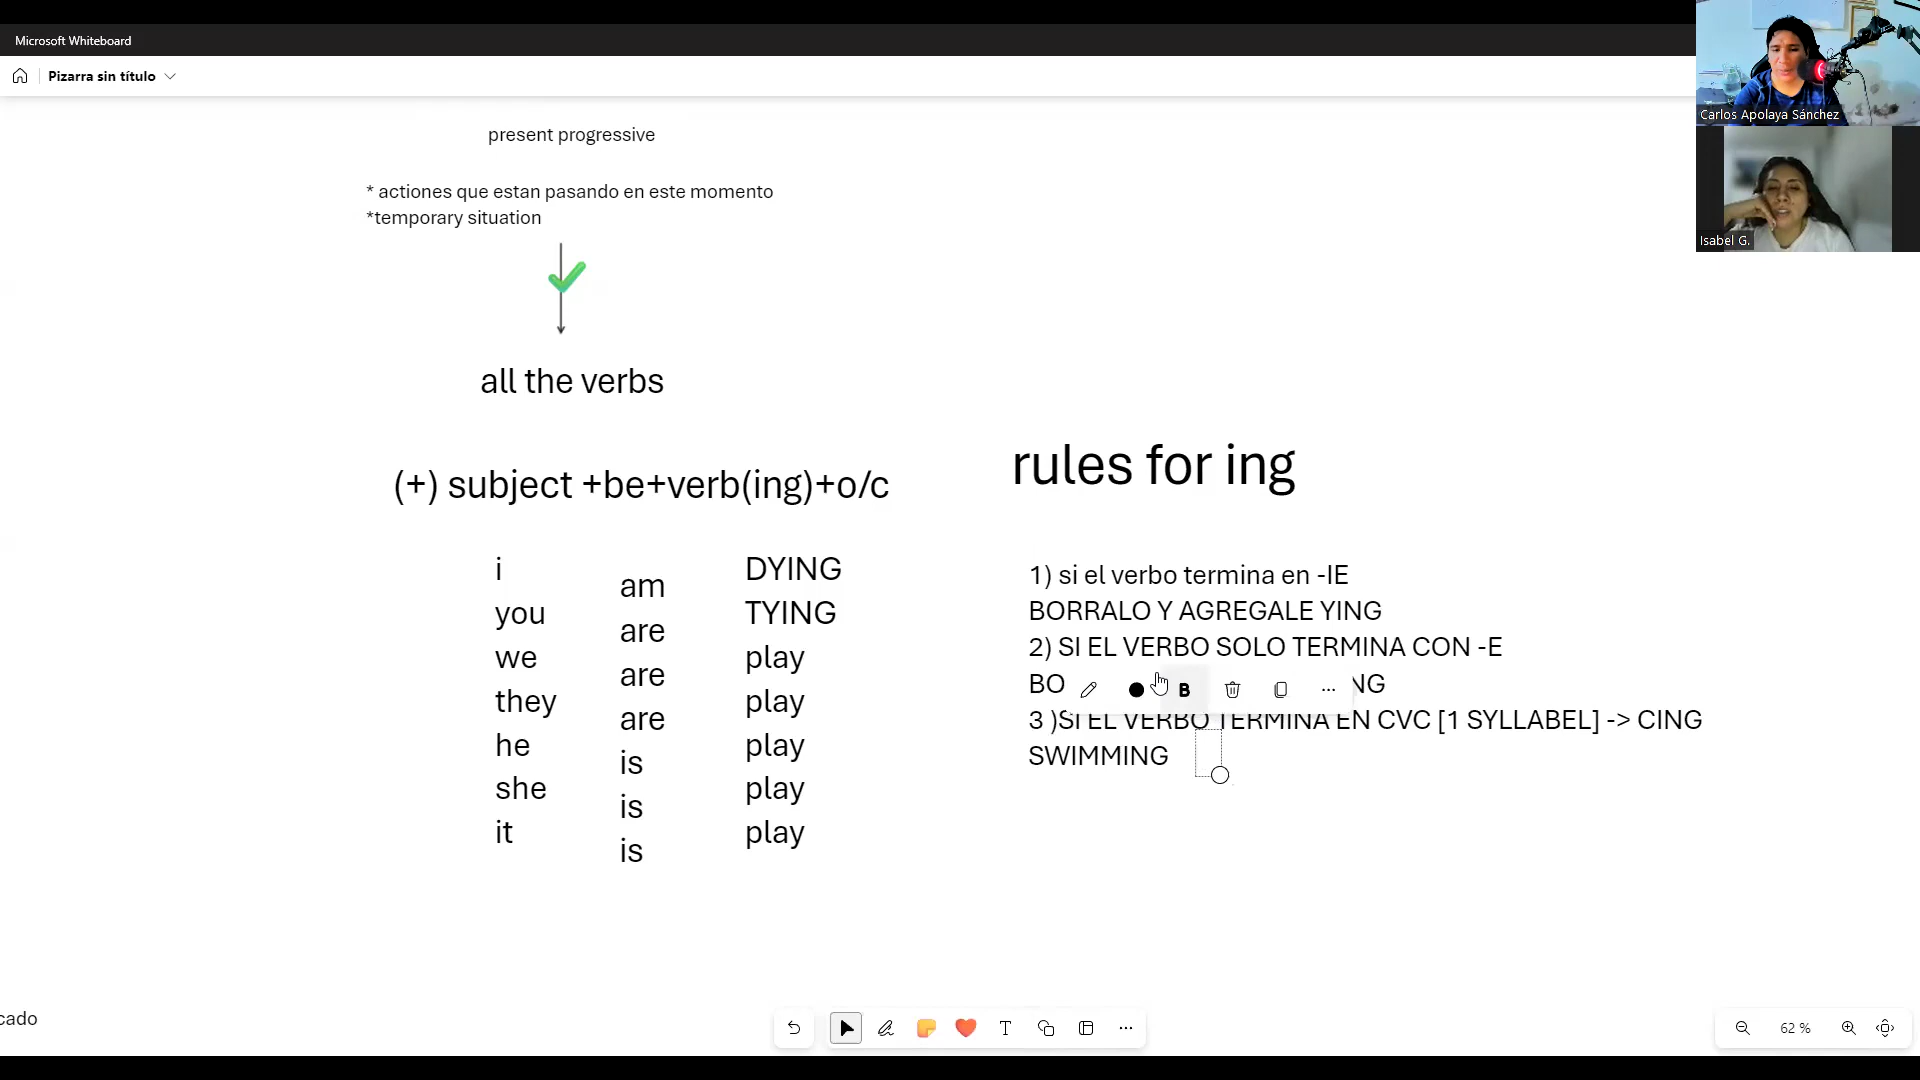 Microsoft Whiteboard
Pizarra sin título
Carlos Apolaya Sánchez
Isabel G.
present progressive
* actiones que estan pasando en este momento
*temporary situation
all the verbs
(+) subject +be+verb(ing)+o/c
i
you
we
they
he
she
it
am
are
are
are
is
is
is
DYING
TYING
play
play
play
play
play
rules for ing
1) si el verbo termina en -IE
BORRALO Y AGREGALE YING
2) SI EL VERBO SOLO TERMINA CON -E
BO NG
B
3 )SI EL VERBO TERMINA EN CVC [1 SYLLABEL] -> CING
SWIMMING
cado
62 %